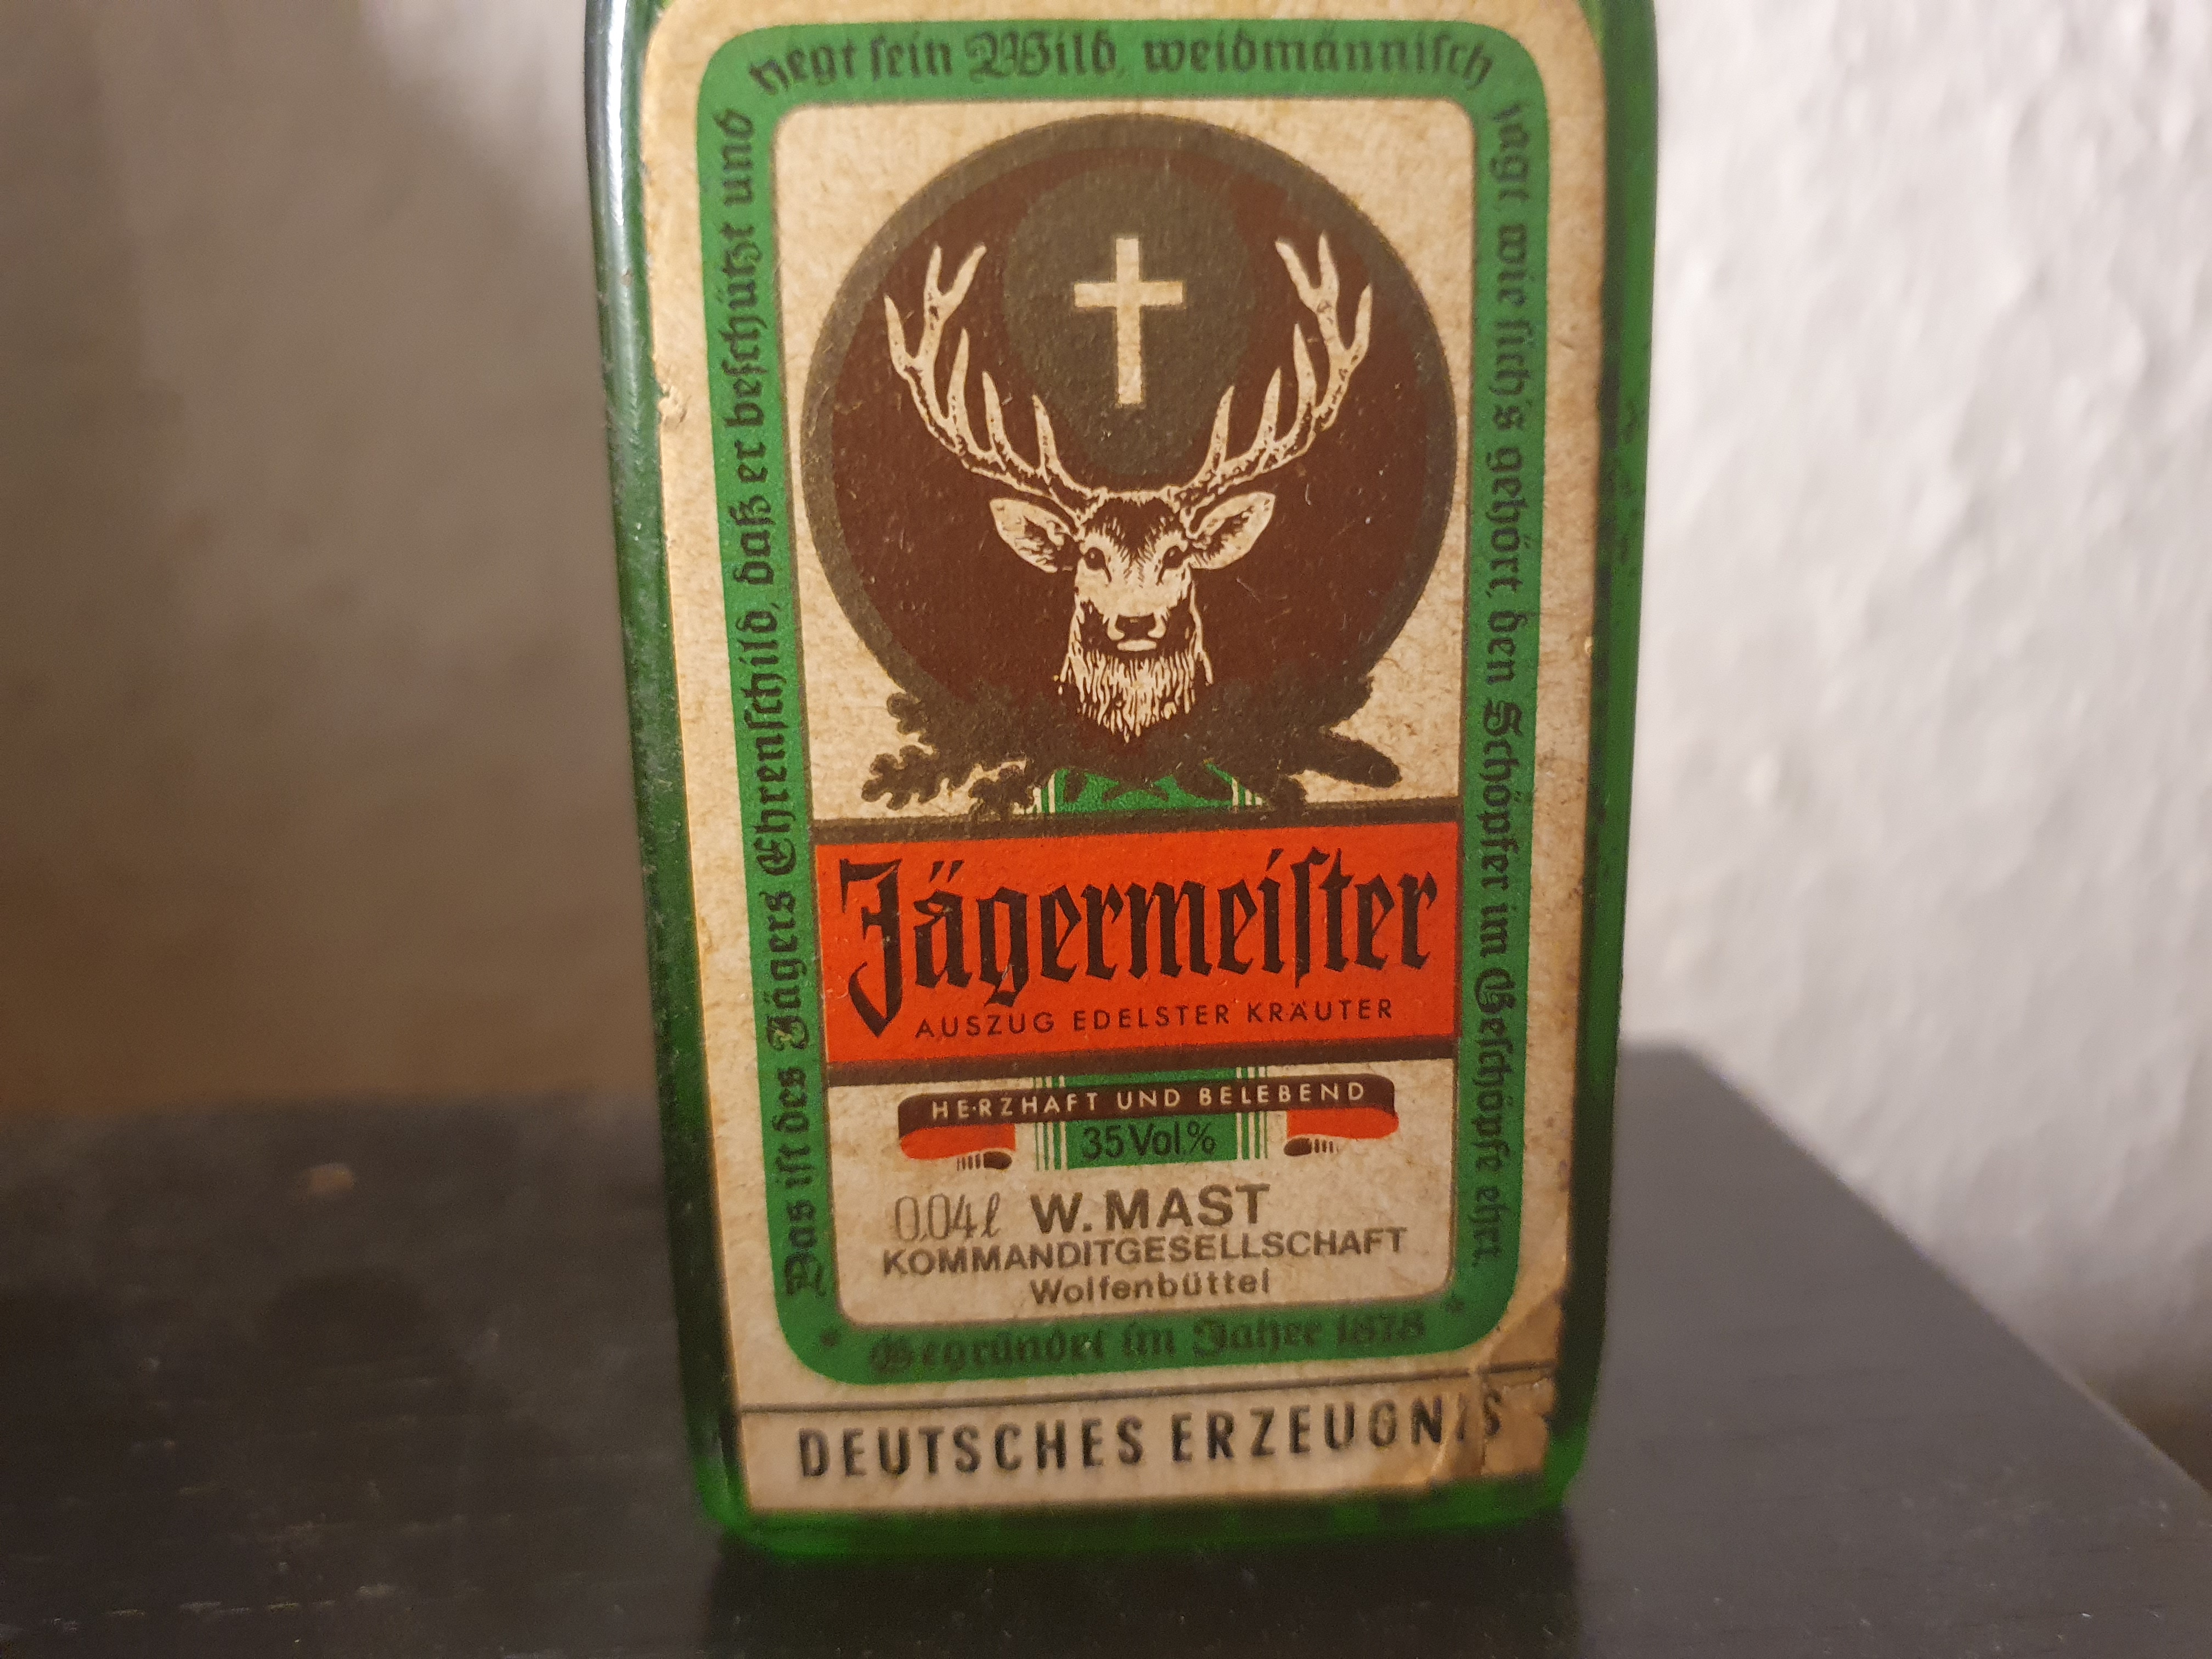 Das ist des Jägers Ehrenschild, daß er beschützt und
hegt sein Wild, weidmännisch
jagt wie sich's gehört, den Schöpfer im Geschöpfe ehrt.
Jägermeiſter
AUSZUG EDELSTER KRÄUTER
HERZHAFT UND BELEBEND
35 Vol.%
0,04 ℓ W. MAST
KOMMANDITGESELLSCHAFT
Wolfenbüttel
* Gegründet im Jahre 1878 *
DEUTSCHES ERZEUGNIS